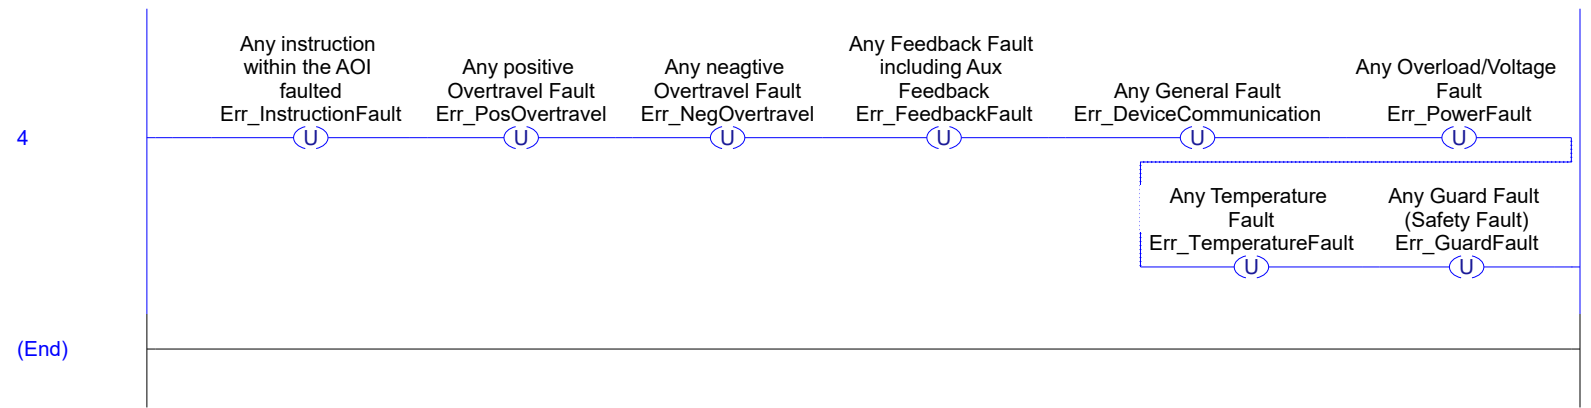 Any instruction
within the AOI
faulted
Err_InstructionFault
Any positive
Overtravel Fault
Err_PosOvertravel
Any neagtive
Overtravel Fault
Err_NegOvertravel
Any Feedback Fault
including Aux
Feedback
Err_FeedbackFault
Any General Fault
Err_DeviceCommunication
Any Overload/Voltage
Fault
Err_PowerFault
4
U
U
U
U
U
U
Any Temperature
Fault
Err_TemperatureFault
Any Guard Fault
(Safety Fault)
Err_GuardFault
U
U
(End)